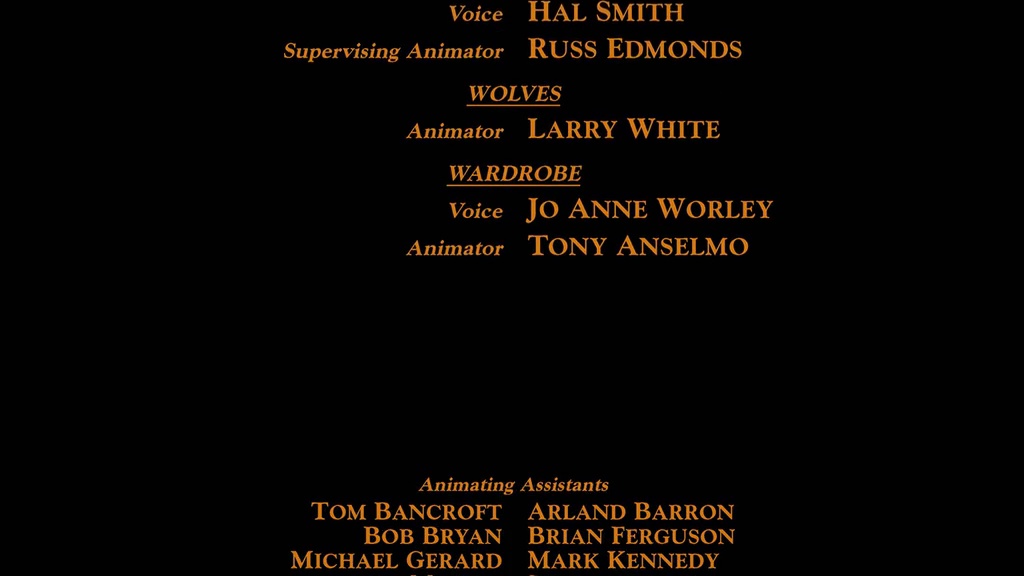 Voice HAL SMITH
Supervising Animator RUSS EDMONDS
WOLVES
Animator LARRY WHITE
WARDROBE
Voice JO ANNE WORLEY
Animator TONY ANSELMO
Animating Assistants
TOM BANCROFT ARLAND BARRON
BOB BRYAN BRIAN FERGUSON
MICHAEL GERARD MARK KENNEDY